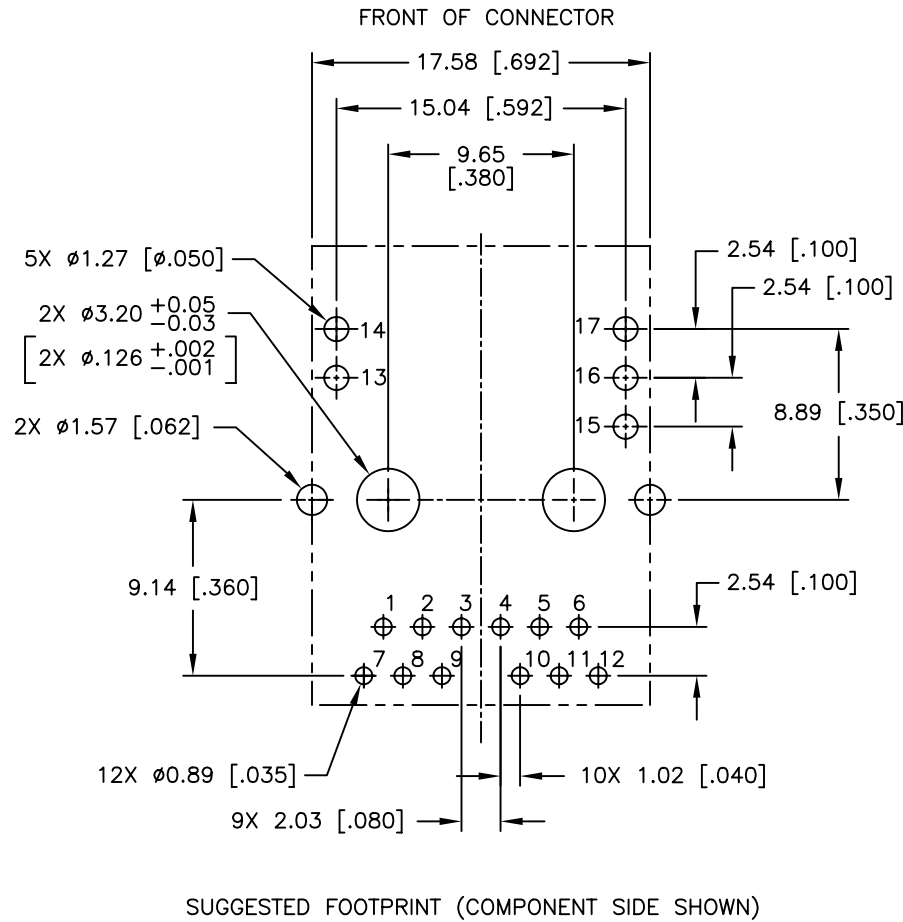 FRONT OF CONNECTOR
17.58 [.692]
15.04 [.592]
9.65
[.380]
5X ø1.27 [ø.050]
2.54 [.100]
2.54 [.100]
2X ø3.20 +0.05
-0.03
[2X ø.126 +.002
-.001]
14
17
13
16
15
8.89 [.350]
2X ø1.57 [.062]
9.14 [.360]
2.54 [.100]
1 2 3 4 5 6
7 8 9 10 11 12
12X ø0.89 [.035]
10X 1.02 [.040]
9X 2.03 [.080]
SUGGESTED FOOTPRINT (COMPONENT SIDE SHOWN)